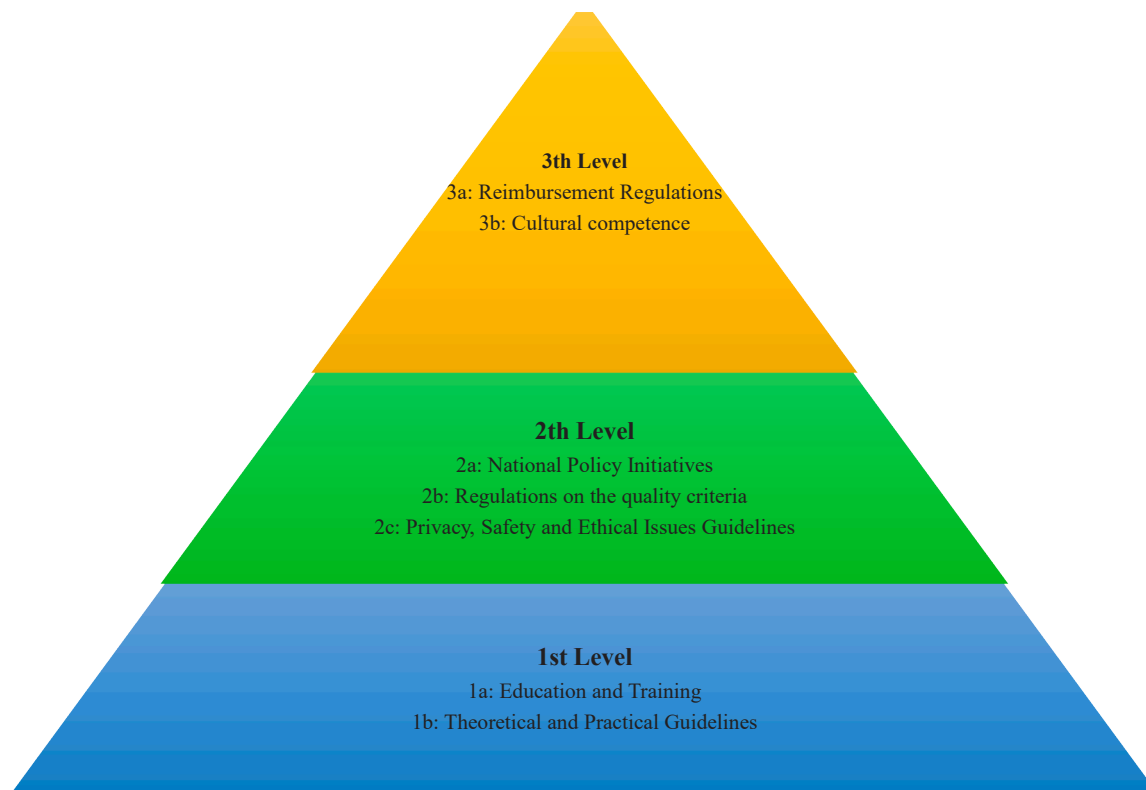 3th Level
3a: Reimbursement Regulations
3b: Cultural competence
2th Level
2a: National Policy Initiatives
2b: Regulations on the quality criteria
2c: Privacy, Safety and Ethical Issues Guidelines
1st Level
1a: Education and Training
1b: Theoretical and Practical Guidelines